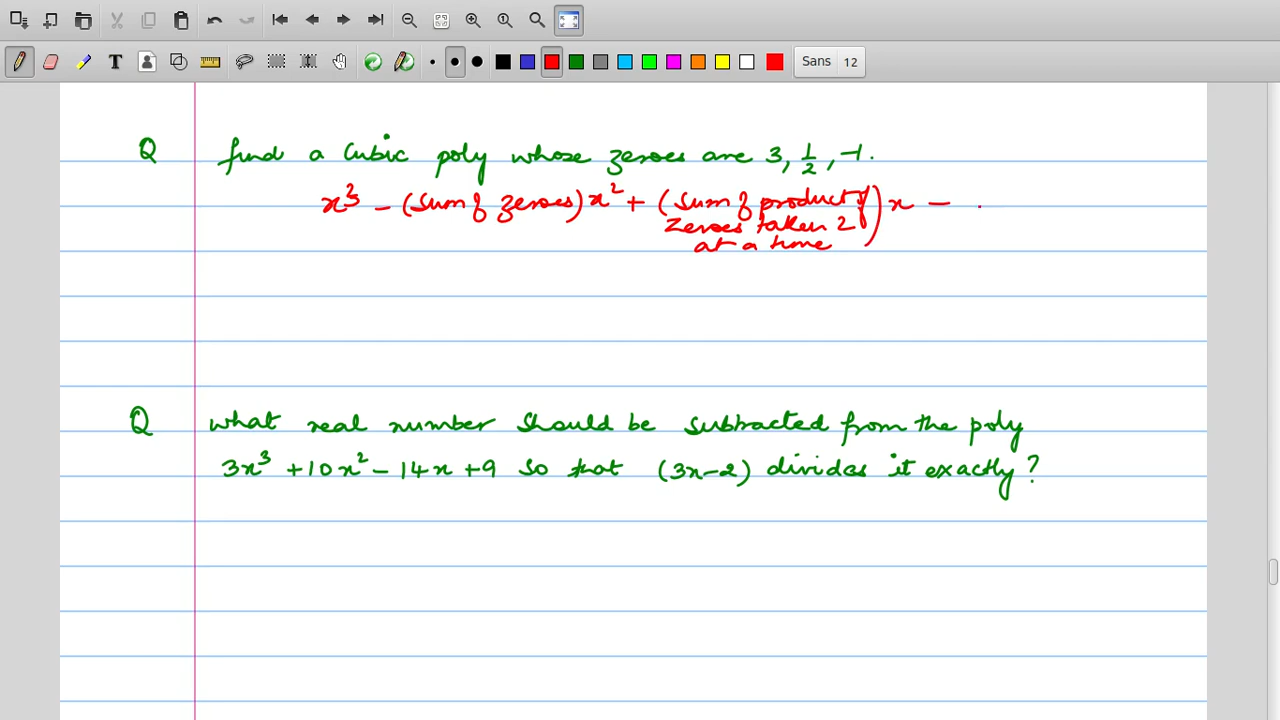 Sans 12
Q find a cubic poly whose zeroes are 3, 1/2, -1.
x³ - (Sum of zeroes)x² + (Sum of product of zeroes taken 2 at a time)x -
Q what real number should be subtracted from the poly
3x³ +10x² - 14x +9 so that (3x-2) divides it exactly?